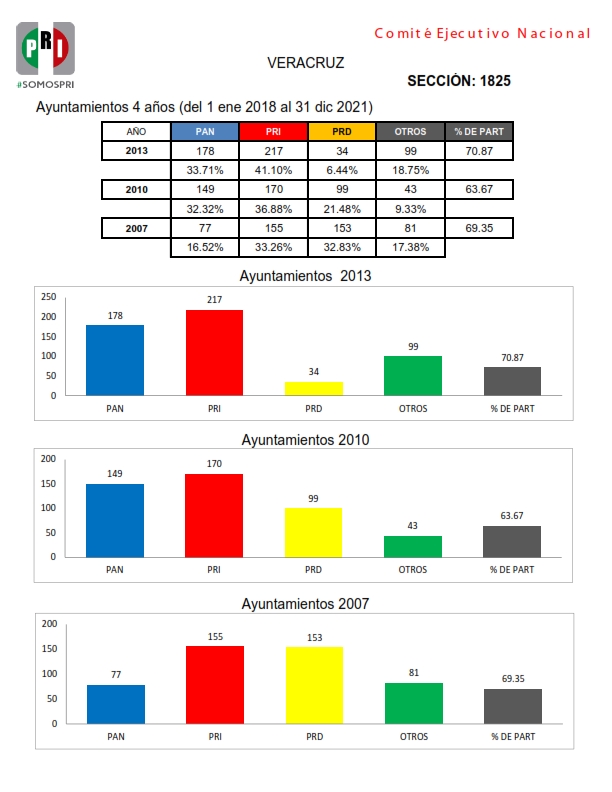 Comité Ejecutivo Nacional
PRI
#SOMOSPRI
VERACRUZ
SECCIÓN: 1825
Ayuntamientos 4 años (del 1 ene 2018 al 31 dic 2021)
AÑO PAN PRI PRD OTROS % DE PART
2013 178 217 34 99 70.87
33.71% 41.10% 6.44% 18.75%
2010 149 170 99 43 63.67
32.32% 36.88% 21.48% 9.33%
2007 77 155 153 81 69.35
16.52% 33.26% 32.83% 17.38%
Ayuntamientos 2013
250
200
150
100
50
0
178 217 34 99 70.87
PAN PRI PRD OTROS % DE PART
Ayuntamientos 2010
200
150
100
50
0
149 170 99 43 63.67
PAN PRI PRD OTROS % DE PART
Ayuntamientos 2007
200
150
100
50
0
77 155 153 81 69.35
PAN PRI PRD OTROS % DE PART